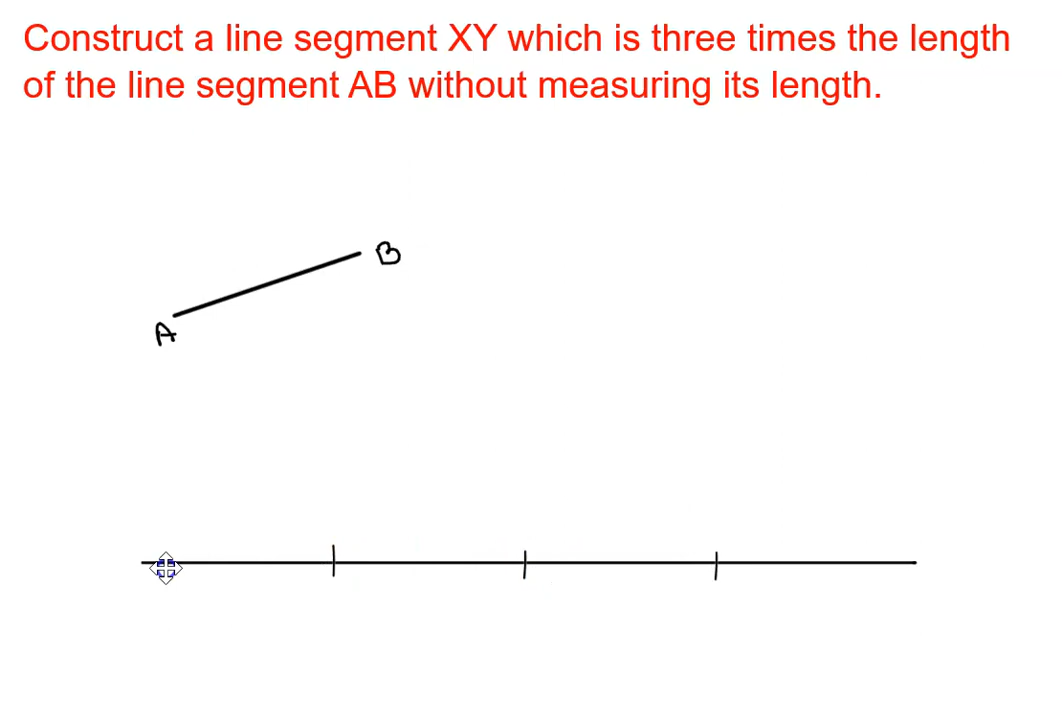 Construct a line segment XY which is three times the length
of the line segment AB without measuring its length.
B
A